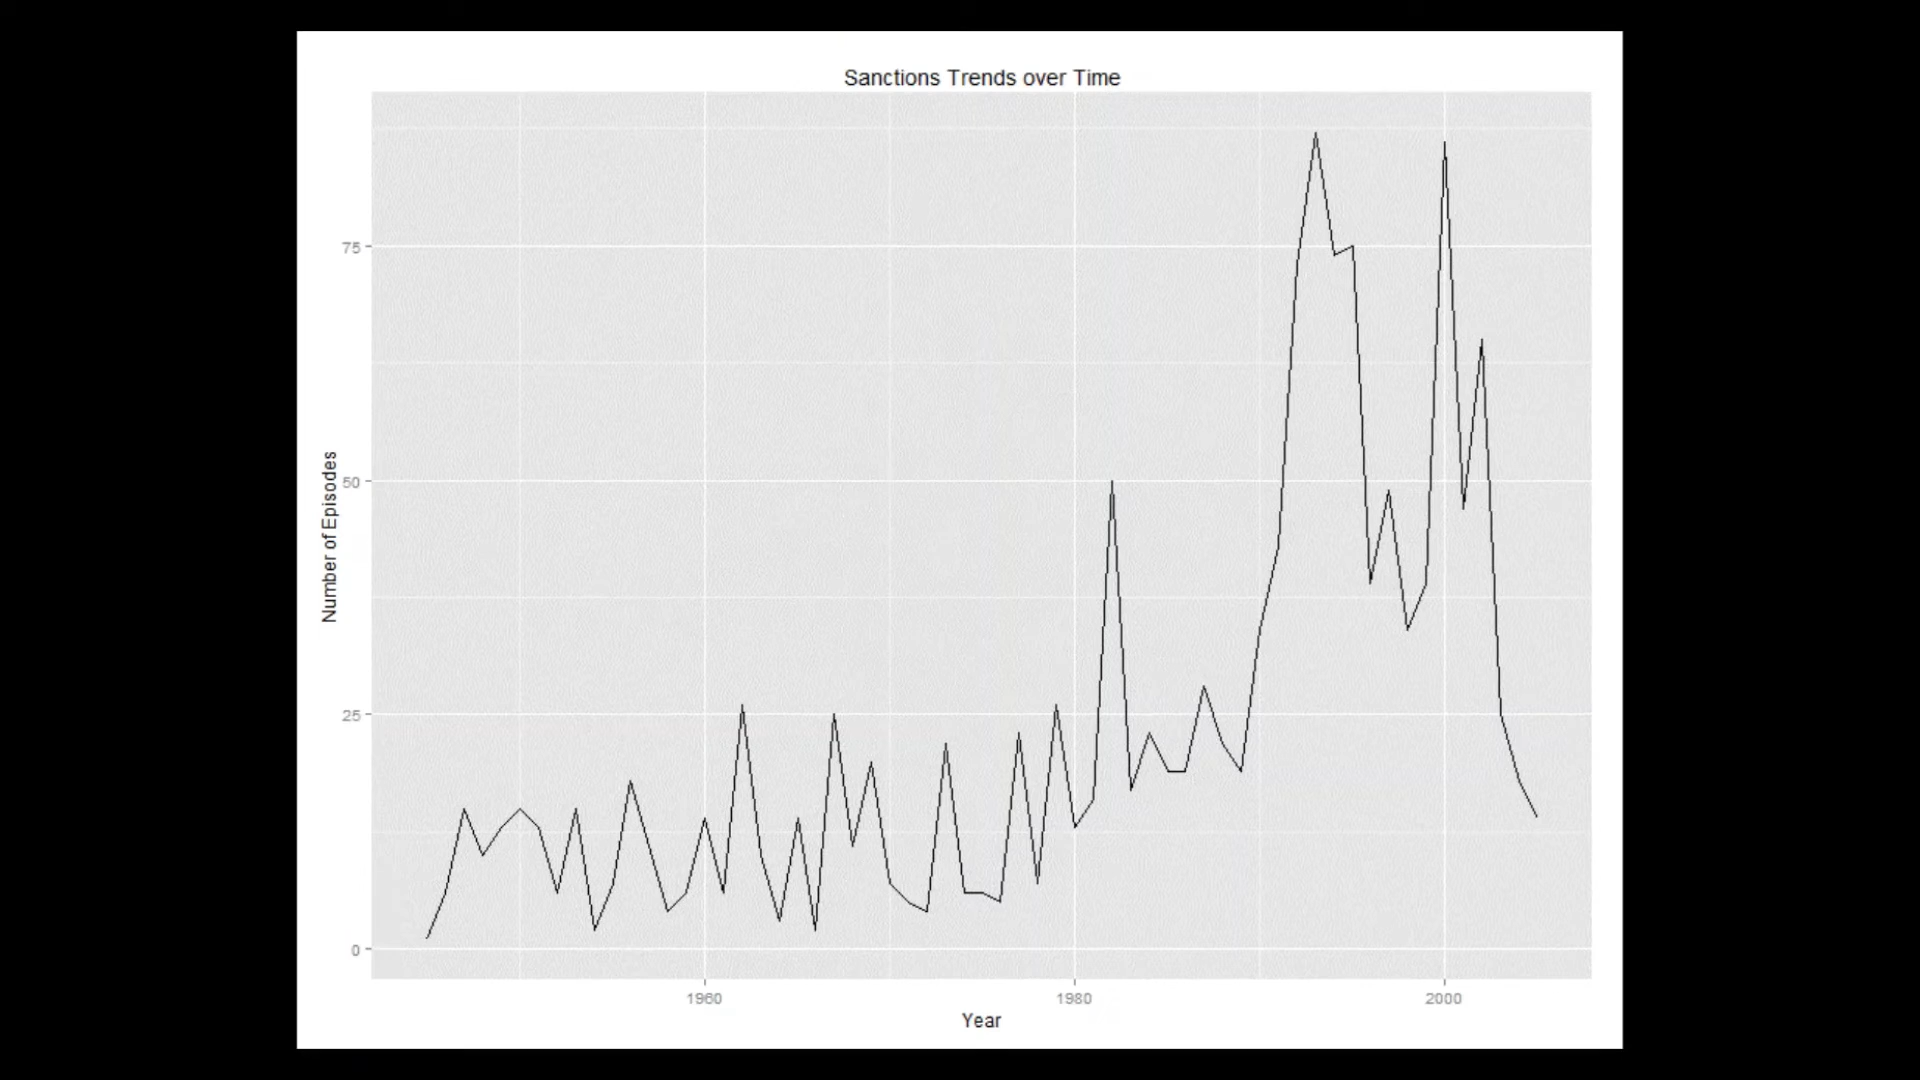 Sanctions Trends over Time
Number of Episodes
75
50
25
0
1960
1980
2000
Year